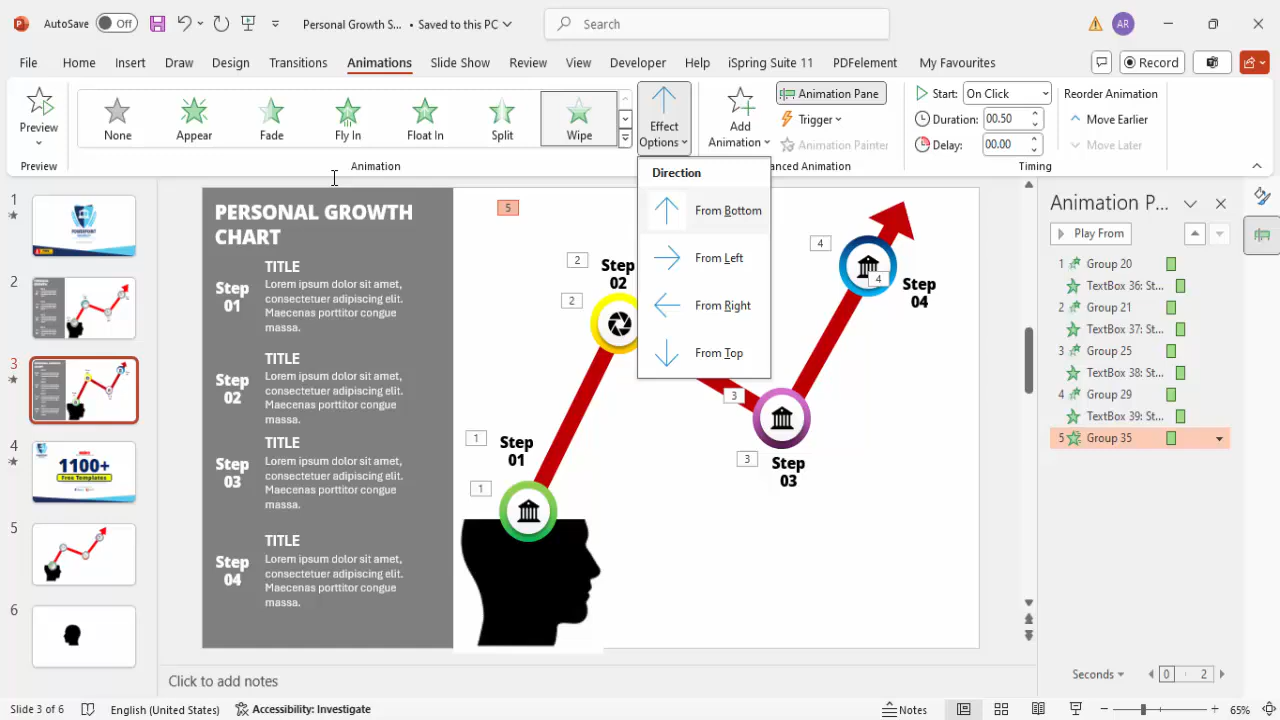 AutoSave Off Personal Growth S... • Saved to this PC Search AR
File Home Insert Draw Design Transitions Animations Slide Show Review View Developer Help iSpring Suite 11 PDFelement My Favourites Record
Preview None Appear Fade Fly In Float In Split Wipe Effect Options Add Animation Animation Pane Trigger Animation Painter
Start: On Click Duration: 00.50 Delay: 00.00 Reorder Animation Move Earlier Move Later
Preview Animation anced Animation Timing
Direction
From Bottom
From Left
From Right
From Top
1
2
3
4
1100+
Free Templates
5
6
PERSONAL GROWTH
CHART
Step
01
TITLE
Lorem ipsum dolor sit amet,
consectetuer adipiscing elit.
Maecenas porttitor congue
massa.
Step
02
TITLE
Lorem ipsum dolor sit amet,
consectetuer adipiscing elit.
Maecenas porttitor congue
massa.
Step
03
TITLE
Lorem ipsum dolor sit amet,
consectetuer adipiscing elit.
Maecenas porttitor congue
massa.
Step
04
TITLE
Lorem ipsum dolor sit amet,
consectetuer adipiscing elit.
Maecenas porttitor congue
massa.
5
2
Step
02
2
4
4
Step
04
3
3
Step
03
1
Step
01
1
Animation P...
Play From
1 Group 20
TextBox 36: St...
2 Group 21
TextBox 37: St...
3 Group 25
TextBox 38: St...
4 Group 29
TextBox 39: St...
5 Group 35
Seconds 0 2
Click to add notes
Slide 3 of 6 English (United States) Accessibility: Investigate Notes 65%